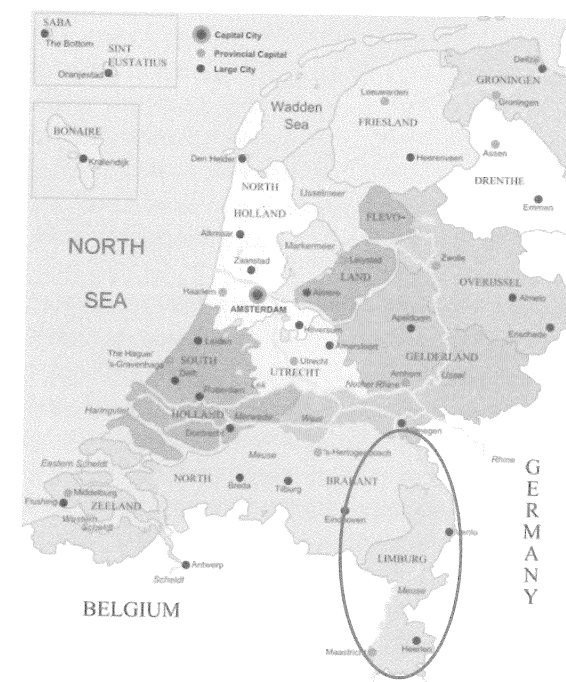 SABA
The Bottom
SINT
EUSTATIUS
Oranjestad
Capital City
Provincial Capital
Large City
BONAIRE
Kralendijk
Wadden
Sea
Delfzijl
GRONINGEN
Groningen
Leeuwarden
FRIESLAND
Assen
Heerenveen
DRENTHE
Emmen
Den Helder
NORTH
HOLLAND
IJsselmeer
FLEVO-
Alkmaar
Markermeer
Zaanstad
Lelystad
LAND
Zwolle
OVERIJSSEL
NORTH
SEA
Haarlem
Almere
AMSTERDAM
Almelo
Apeldoorn
Enschede
Hilversum
Leiden
Amersfoort
The Hague/
's-Gravenhage
SOUTH
Delft
Utrecht
UTRECHT
GELDERLAND
Arnhem
IJssel
Rotterdam
Lek
Nether Rhine
Haringvliet
HOLLAND
Merwede
Waal
Dordrecht
Nijmegen
Meuse
's-Hertogenbosch
Rhine
Eastern Scheldt
NORTH
BRABANT
Breda
Tilburg
Middelburg
Flushing
ZEELAND
Western
Scheldt
Eindhoven
Venlo
GERMANY
LIMBURG
Antwerp
Scheldt
Meuse
BELGIUM
Maastricht
Heerlen